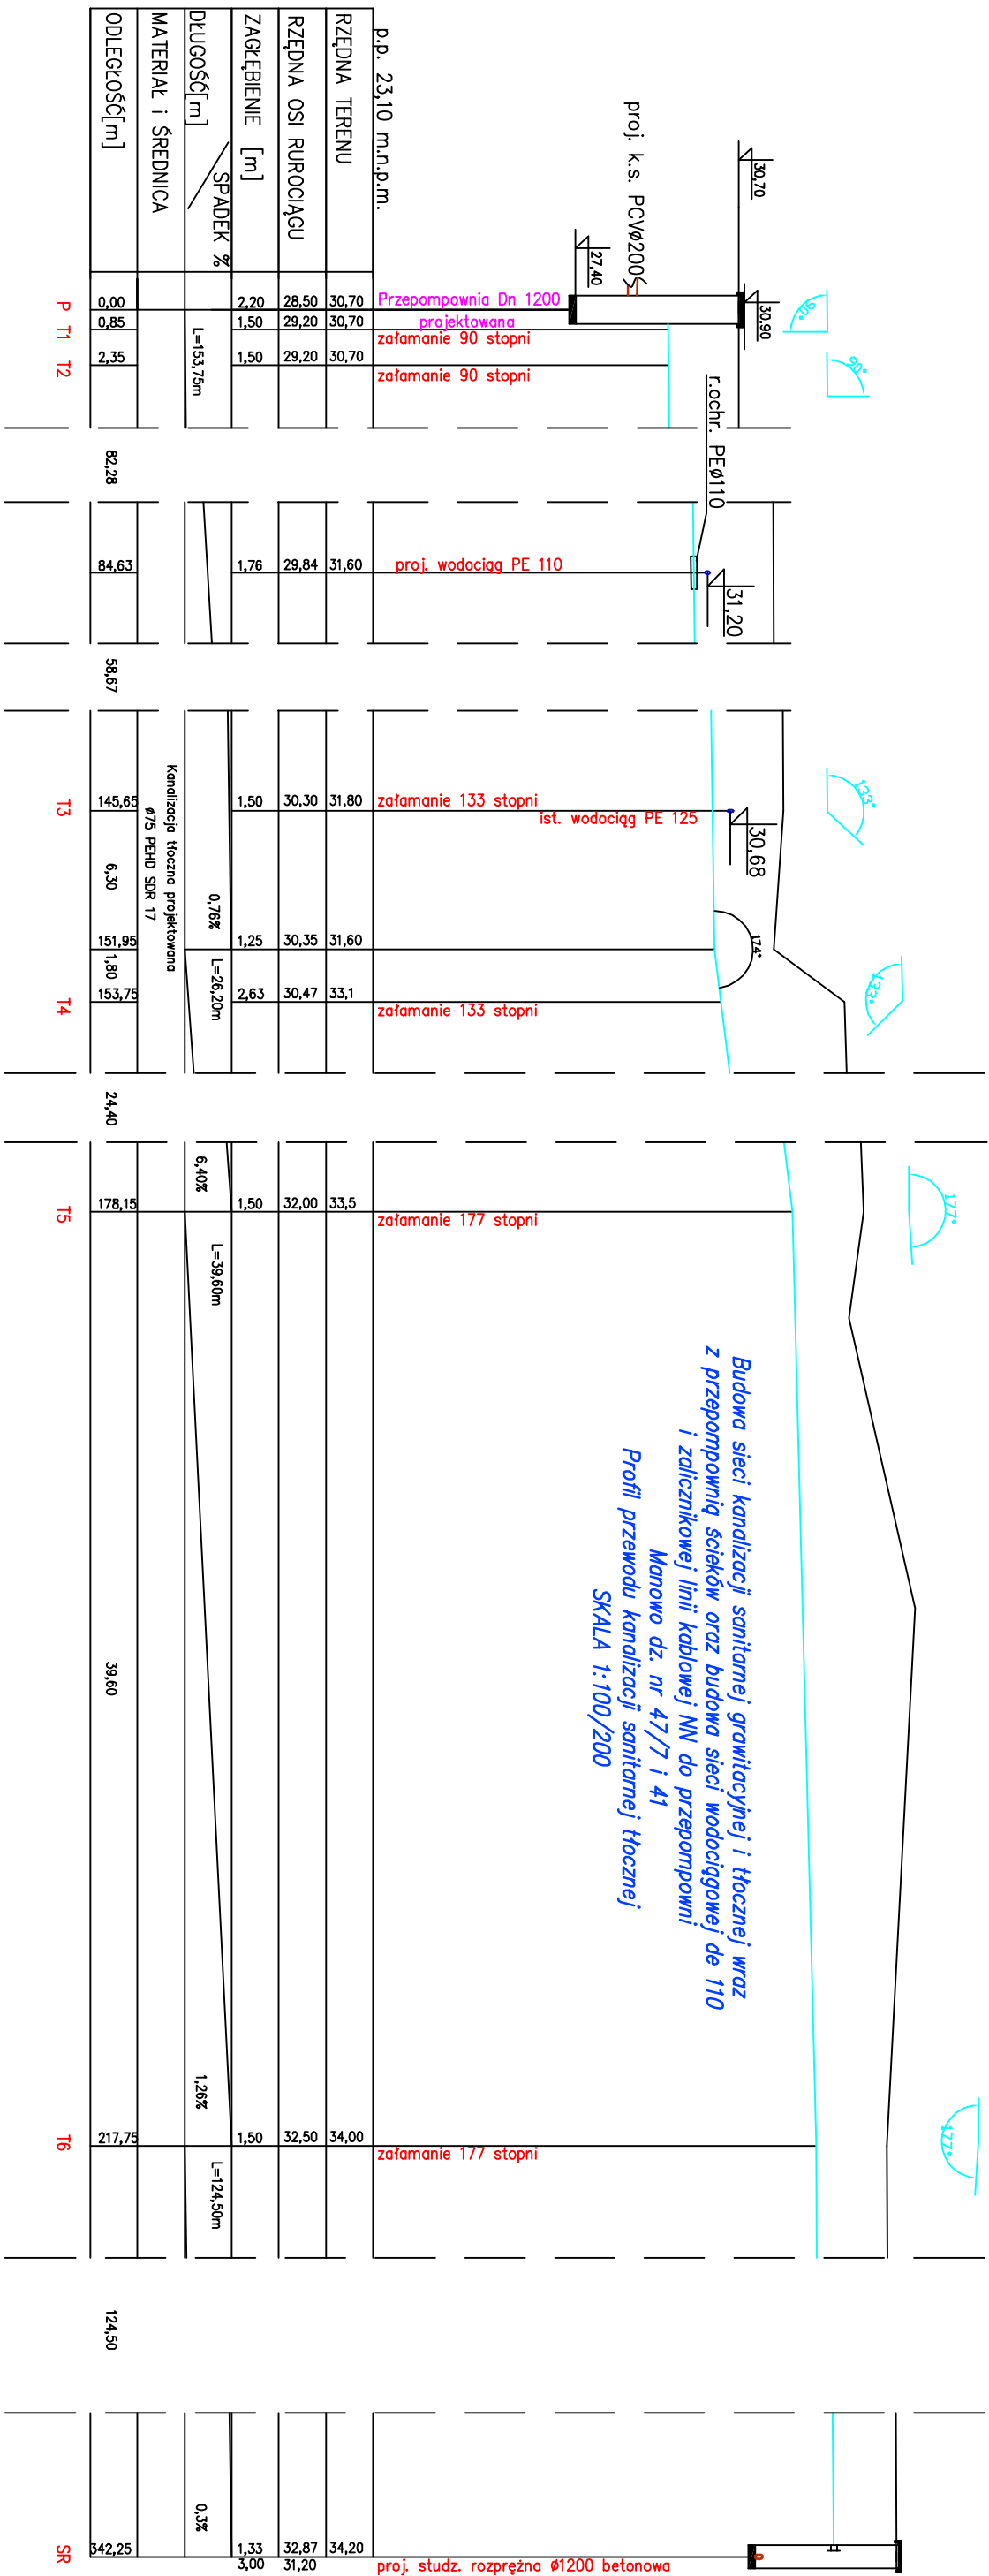 30,70
30,90
27,40
proj. k.s. PCVø200
90°
90°
r.ochr. PEø110
31,20
133°
30,68
174°
133°
177°
177°
Budowa sieci kanalizacji sanitarnej grawitacyjnej i tłocznej wraz
z przepompownią ścieków oraz budowa sieci wodociągowej de 110
i zalicznikowej linii kablowej NN do przepompowni
Manowo dz. nr 47/7 i 41
Profil przewodu kanalizacji sanitarnej tłocznej
SKALA 1:100/200
p.p. 23,10 m.n.p.m.
Przepompownia Dn 1200
projektowana
załamanie 90 stopni
załamanie 90 stopni
proj. wodociąg PE 110
załamanie 133 stopni
ist. wodociąg PE 125
załamanie 133 stopni
załamanie 177 stopni
załamanie 177 stopni
proj. studz. rozprężna Ø1200 betonowa
RZĘDNA TERENU
30,70 30,70 30,70 31,60 31,80 31,60 33,1 33,5 34,00 34,20
RZĘDNA OSI RUROCIĄGU
28,50 29,20 29,20 29,84 30,30 30,35 30,47 32,00 32,50 32,87
31,20
ZAGŁĘBIENIE [m]
2,20 1,50 1,50 1,76 1,50 1,25 2,63 1,50 1,50 1,33
3,00
SPADEK %
DŁUGOŚĆ[m]
L=153,75m 0,76% L=26,20m 6,40% L=39,60m 1,26% L=124,50m 0,3%
MATERIAŁ i ŚREDNICA
Kanalizacja tłoczna projektowana
ø75 PEHD SDR 17
ODLEGŁOŚĆ[m]
0,00 0,85 2,35 82,28 84,63 58,67 145,65 6,30 151,95 1,80 153,75 24,40 178,15 39,60 217,75 124,50 342,25
P T1 T2 T3 T4 T5 T6 SR